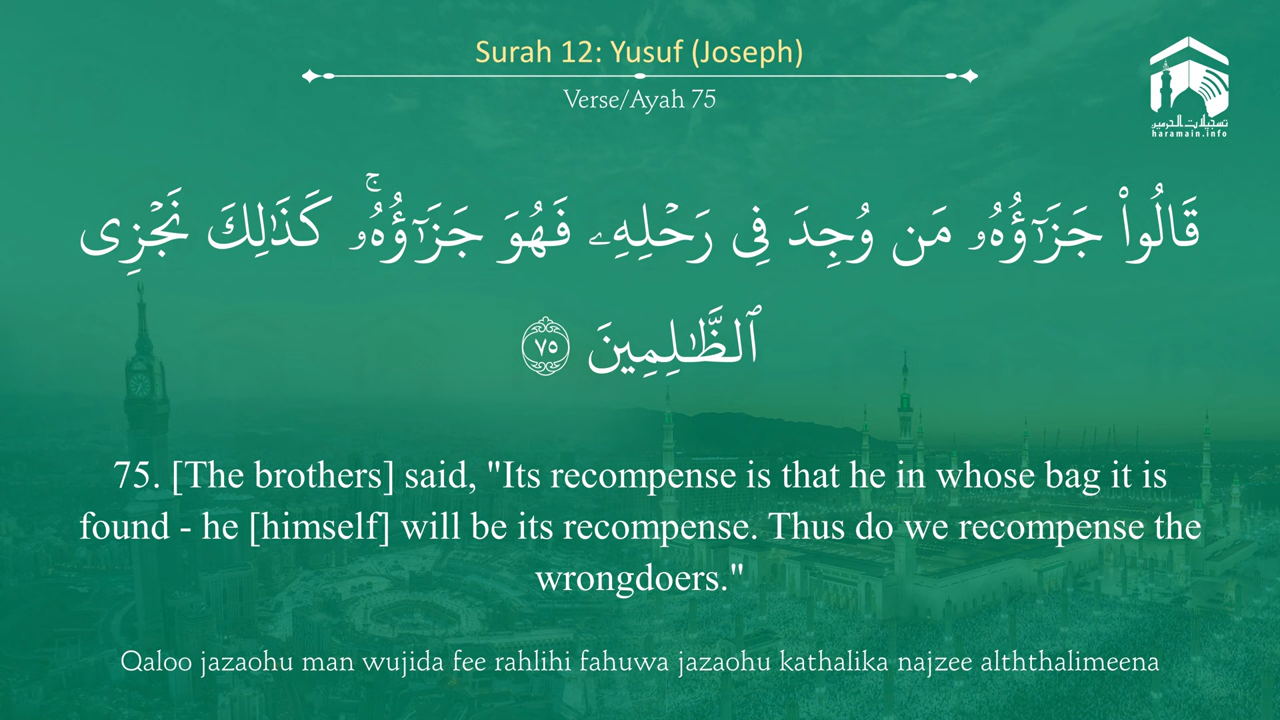 Surah 12: Yusuf (Joseph)
Verse/Ayah 75
تسجيلات الحرمين
haramain.info
قَالُوا۟ جَزَـٰٓؤُهُۥ مَن وُجِدَ فِى رَحْلِهِۦ فَهُوَ جَزَـٰٓؤُهُۥ ۚ كَذَٰلِكَ نَجْزِى
ٱلظَّـٰلِمِينَ ٧٥
75. [The brothers] said, "Its recompense is that he in whose bag it is
found - he [himself] will be its recompense. Thus do we recompense the
wrongdoers."
Qaloo jazaohu man wujida fee rahlihi fahuwa jazaohu kathalika najzee alththalimeena